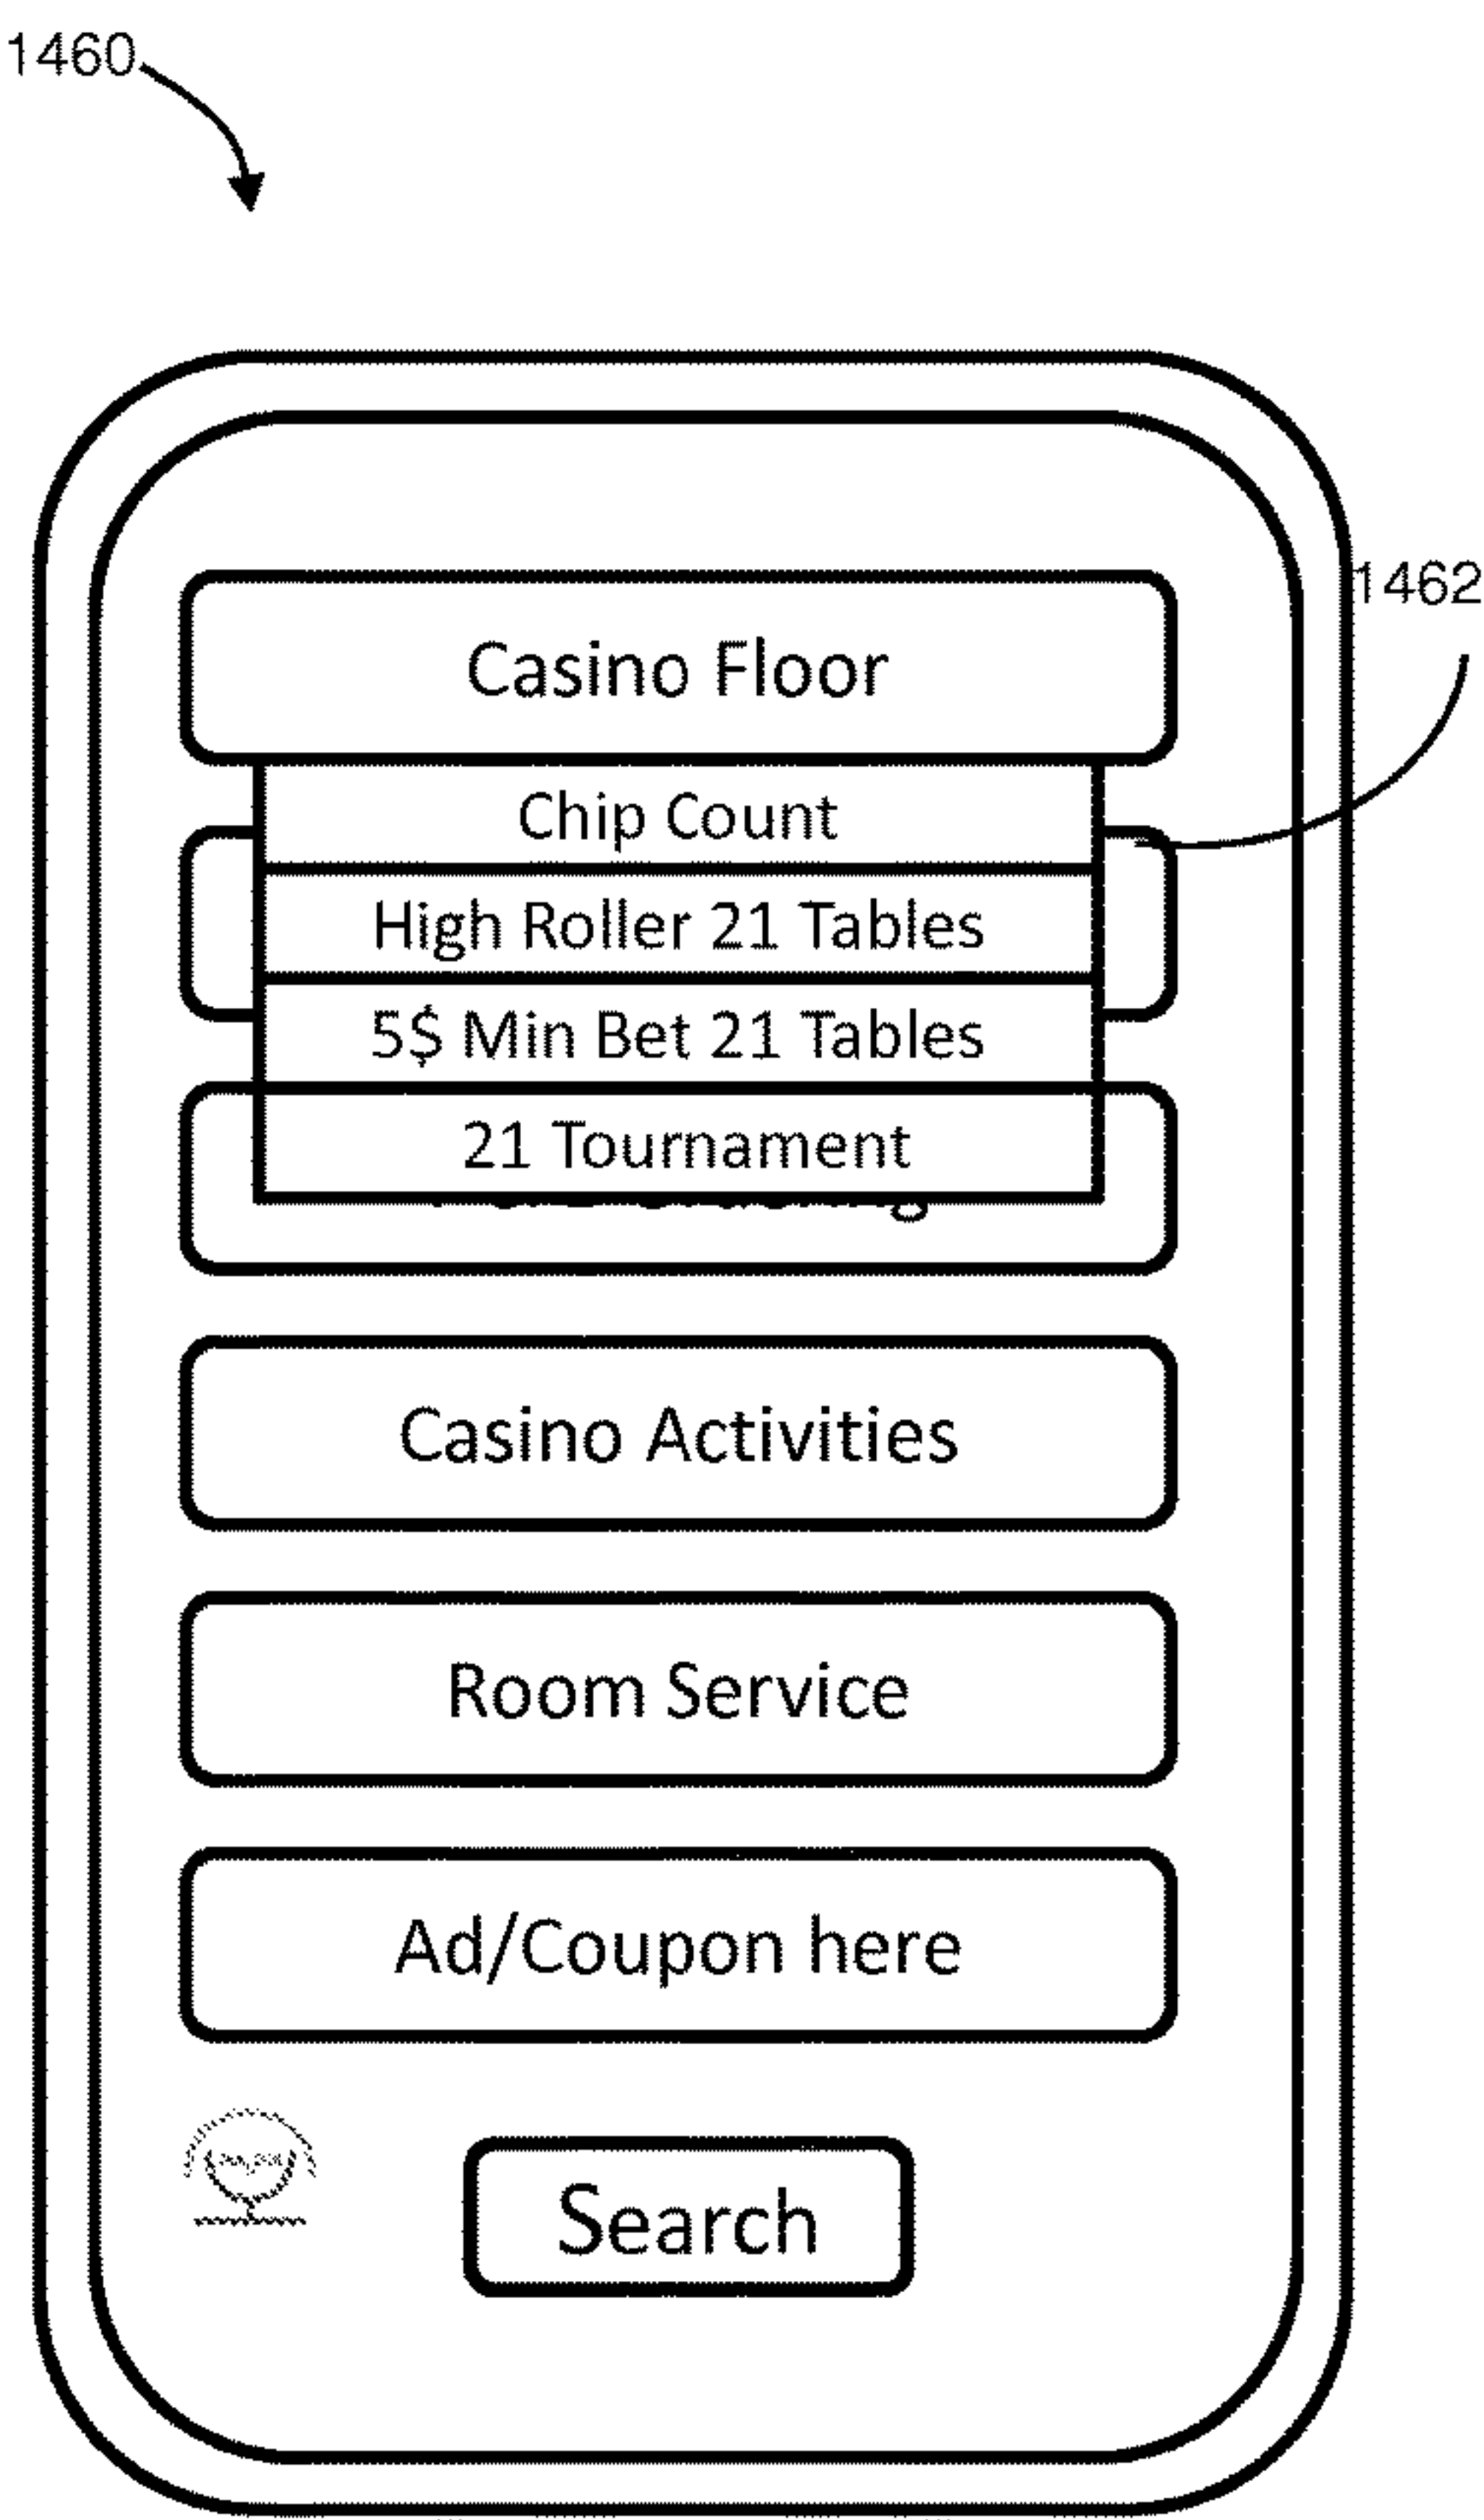 1460
1462
Casino Floor
Chip Count
High Roller 21 Tables
5$ Min Bet 21 Tables
21 Tournament
Casino Activities
Room Service
Ad/Coupon here
Search